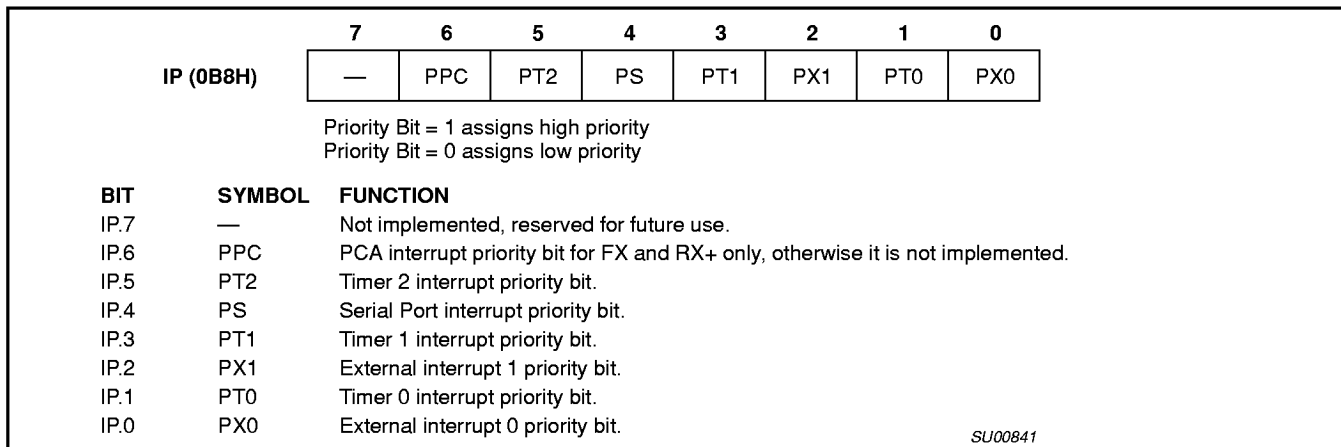 7 6 5 4 3 2 1 0
IP (0B8H) — PPC PT2 PS PT1 PX1 PT0 PX0
Priority Bit = 1 assigns high priority
Priority Bit = 0 assigns low priority
BIT SYMBOL FUNCTION
IP.7 — Not implemented, reserved for future use.
IP.6 PPC PCA interrupt priority bit for FX and RX+ only, otherwise it is not implemented.
IP.5 PT2 Timer 2 interrupt priority bit.
IP.4 PS Serial Port interrupt priority bit.
IP.3 PT1 Timer 1 interrupt priority bit.
IP.2 PX1 External interrupt 1 priority bit.
IP.1 PT0 Timer 0 interrupt priority bit.
IP.0 PX0 External interrupt 0 priority bit.
SU00841